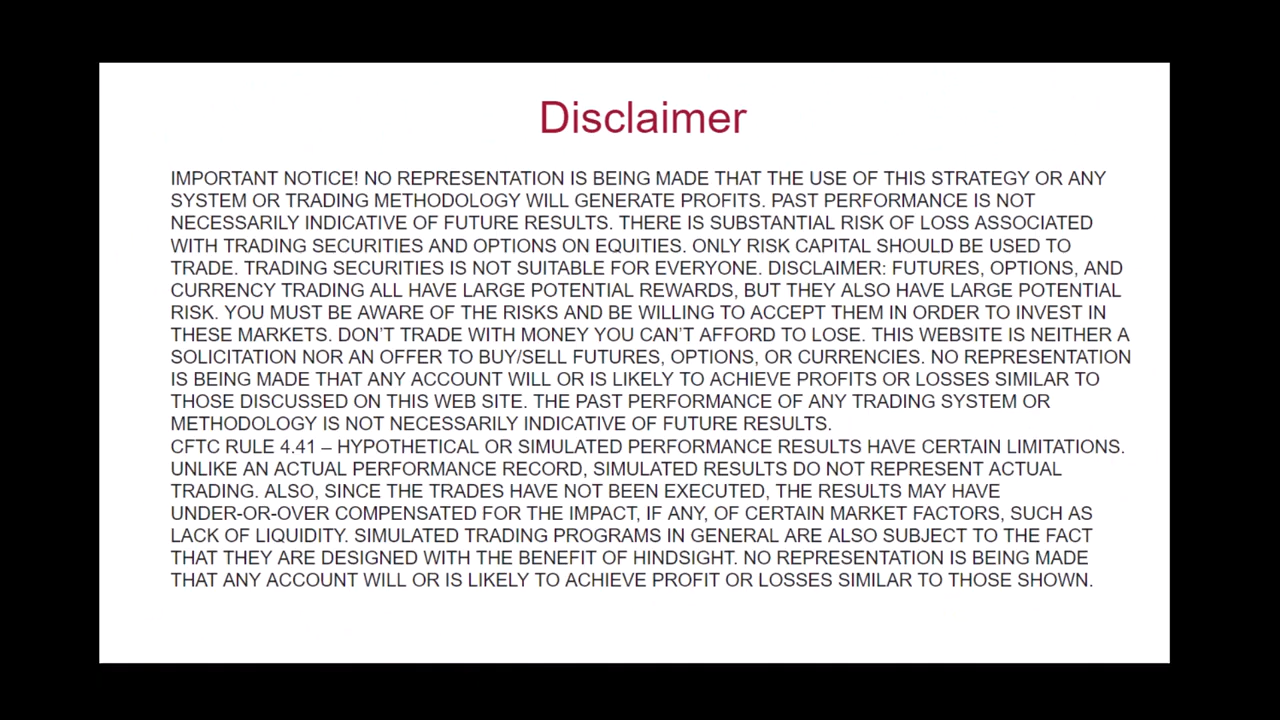 Disclaimer
IMPORTANT NOTICE! NO REPRESENTATION IS BEING MADE THAT THE USE OF THIS STRATEGY OR ANY
SYSTEM OR TRADING METHODOLOGY WILL GENERATE PROFITS. PAST PERFORMANCE IS NOT
NECESSARILY INDICATIVE OF FUTURE RESULTS. THERE IS SUBSTANTIAL RISK OF LOSS ASSOCIATED
WITH TRADING SECURITIES AND OPTIONS ON EQUITIES. ONLY RISK CAPITAL SHOULD BE USED TO
TRADE. TRADING SECURITIES IS NOT SUITABLE FOR EVERYONE. DISCLAIMER: FUTURES, OPTIONS, AND
CURRENCY TRADING ALL HAVE LARGE POTENTIAL REWARDS, BUT THEY ALSO HAVE LARGE POTENTIAL
RISK. YOU MUST BE AWARE OF THE RISKS AND BE WILLING TO ACCEPT THEM IN ORDER TO INVEST IN
THESE MARKETS. DON’T TRADE WITH MONEY YOU CAN’T AFFORD TO LOSE. THIS WEBSITE IS NEITHER A
SOLICITATION NOR AN OFFER TO BUY/SELL FUTURES, OPTIONS, OR CURRENCIES. NO REPRESENTATION
IS BEING MADE THAT ANY ACCOUNT WILL OR IS LIKELY TO ACHIEVE PROFITS OR LOSSES SIMILAR TO
THOSE DISCUSSED ON THIS WEB SITE. THE PAST PERFORMANCE OF ANY TRADING SYSTEM OR
METHODOLOGY IS NOT NECESSARILY INDICATIVE OF FUTURE RESULTS.
CFTC RULE 4.41 – HYPOTHETICAL OR SIMULATED PERFORMANCE RESULTS HAVE CERTAIN LIMITATIONS.
UNLIKE AN ACTUAL PERFORMANCE RECORD, SIMULATED RESULTS DO NOT REPRESENT ACTUAL
TRADING. ALSO, SINCE THE TRADES HAVE NOT BEEN EXECUTED, THE RESULTS MAY HAVE
UNDER-OR-OVER COMPENSATED FOR THE IMPACT, IF ANY, OF CERTAIN MARKET FACTORS, SUCH AS
LACK OF LIQUIDITY. SIMULATED TRADING PROGRAMS IN GENERAL ARE ALSO SUBJECT TO THE FACT
THAT THEY ARE DESIGNED WITH THE BENEFIT OF HINDSIGHT. NO REPRESENTATION IS BEING MADE
THAT ANY ACCOUNT WILL OR IS LIKELY TO ACHIEVE PROFIT OR LOSSES SIMILAR TO THOSE SHOWN.